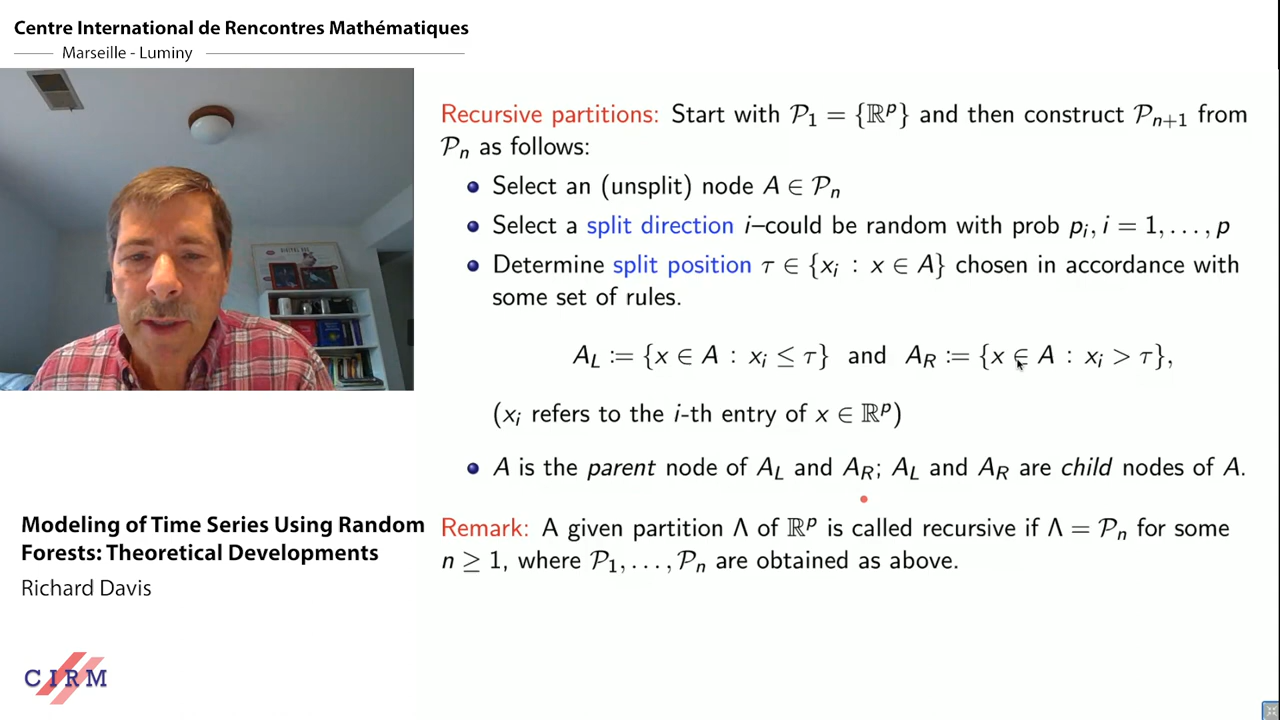 Centre International de Rencontres Mathématiques
Marseille - Luminy
Recursive partitions: Start with 𝒫₁ = {ℝᵖ} and then construct 𝒫ₙ₊₁ from
𝒫ₙ as follows:
Select an (unsplit) node A ∈ 𝒫ₙ
Select a split direction i–could be random with prob pᵢ, i = 1, . . . , p
Determine split position τ ∈ {xᵢ : x ∈ A} chosen in accordance with
some set of rules.
A_L := {x ∈ A : xᵢ ≤ τ} and A_R := {x ∈ A : xᵢ > τ},
(xᵢ refers to the i-th entry of x ∈ ℝᵖ)
A is the parent node of A_L and A_R; A_L and A_R are child nodes of A.
Remark: A given partition Λ of ℝᵖ is called recursive if Λ = 𝒫ₙ for some
n ≥ 1, where 𝒫₁, . . . , 𝒫ₙ are obtained as above.
Modeling of Time Series Using Random
Forests: Theoretical Developments
Richard Davis
CIRM